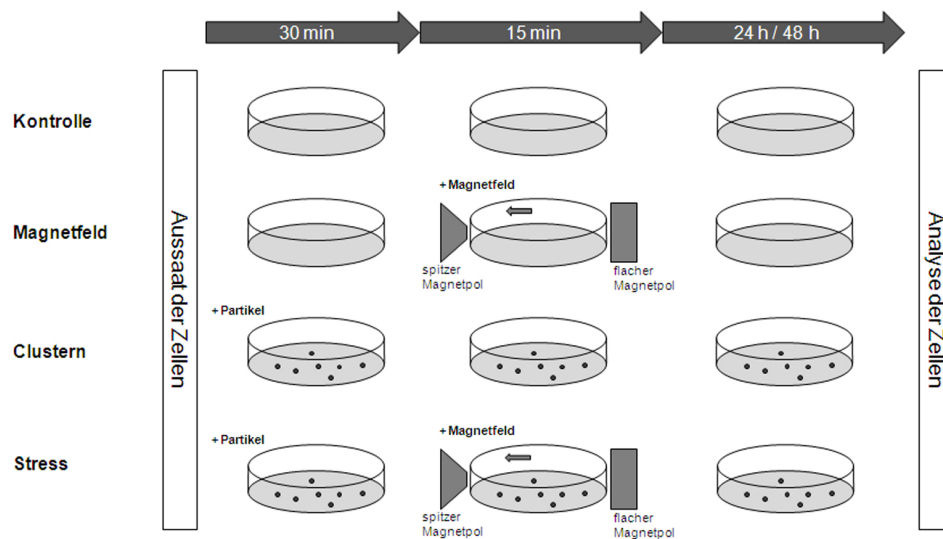 30 min
15 min
24 h / 48 h
Aussaat der Zellen
Analyse der Zellen
Kontrolle
Magnetfeld
+ Magnetfeld
spitzer
Magnetpol
flacher
Magnetpol
Clustern
+ Partikel
Stress
+ Partikel
+ Magnetfeld
spitzer
Magnetpol
flacher
Magnetpol